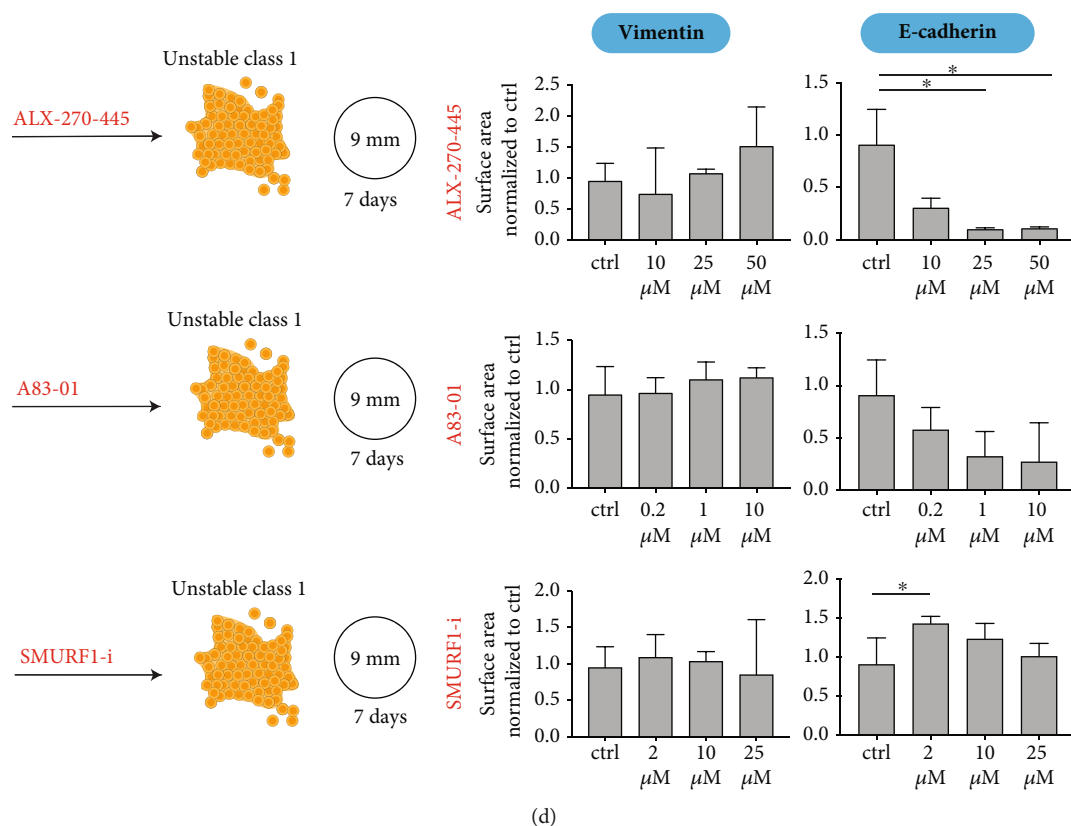 Vimentin
E-cadherin
Unstable class 1
ALX-270-445
9 mm
7 days
ALX-270-445
Surface area
normalized to ctrl
2.5
2.0
1.5
1.0
0.5
0.0
ctrl
10
µM
25
µM
50
µM
1.5
1.0
0.5
0.0
*
*
ctrl
10
µM
25
µM
50
µM
Unstable class 1
A83-01
9 mm
7 days
A83-01
Surface area
normalized to ctrl
1.5
1.0
0.5
0.0
ctrl
0.2
µM
1
µM
10
µM
1.5
1.0
0.5
0.0
ctrl
0.2
µM
1
µM
10
µM
Unstable class 1
SMURF1-i
9 mm
7 days
SMURF1-i
Surface area
normalized to ctrl
2.0
1.5
1.0
0.5
0.0
ctrl
2
µM
10
µM
25
µM
2.0
1.5
1.0
0.5
0.0
*
ctrl
2
µM
10
µM
25
µM
(d)